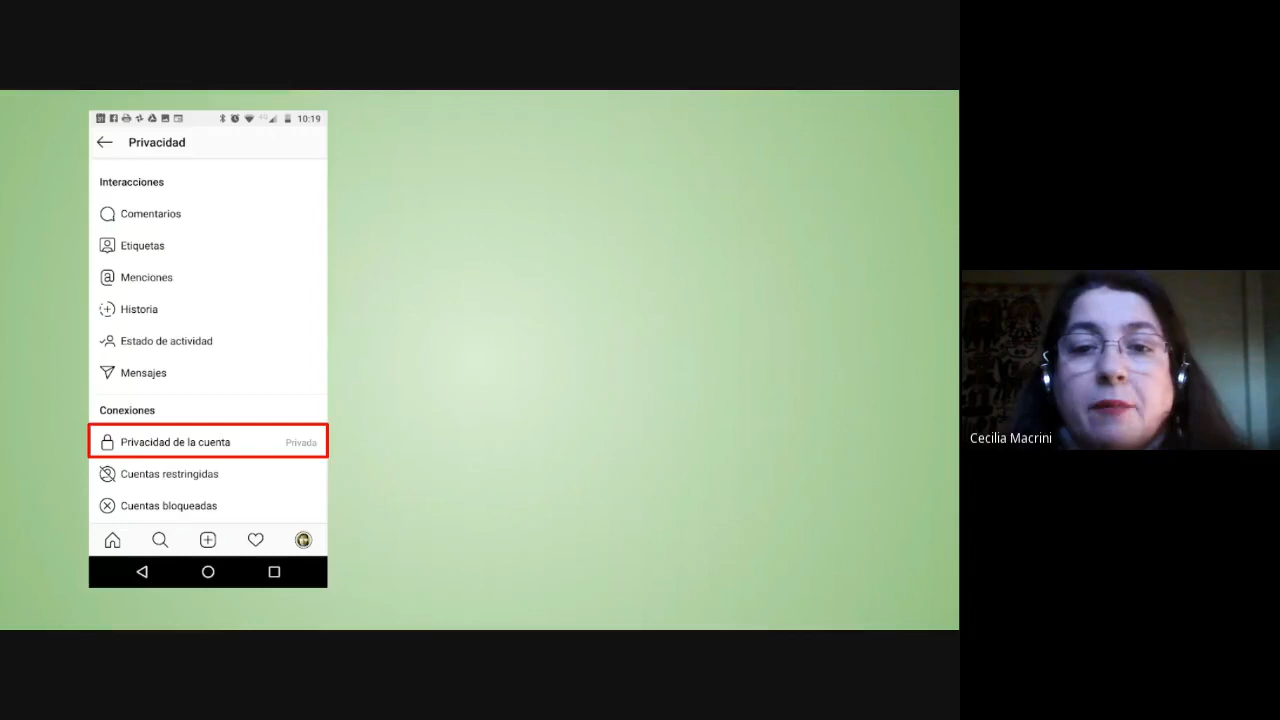 10:19
Privacidad
Interacciones
Comentarios
Etiquetas
Menciones
Historia
Estado de actividad
Mensajes
Conexiones
Privacidad de la cuenta Privada
Cuentas restringidas
Cuentas bloqueadas
Cecilia Macrini